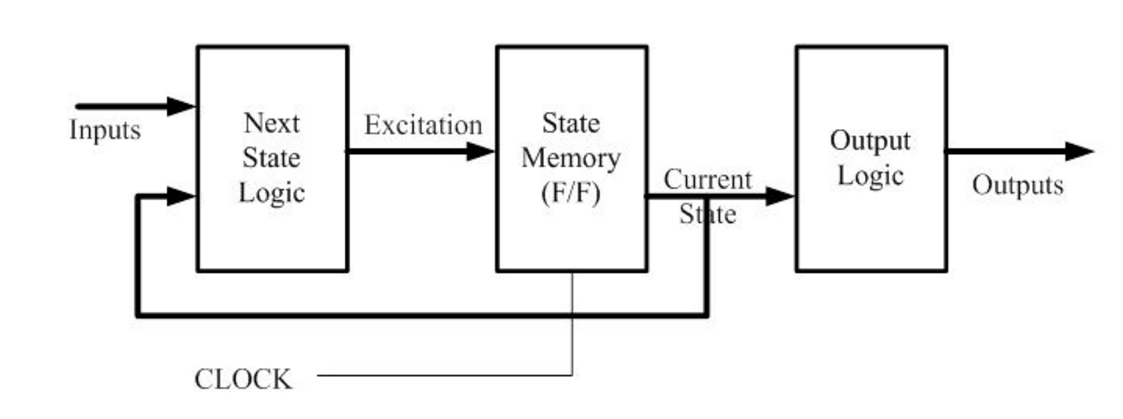 Inputs
Next
State
Logic
Excitation
State
Memory
(F/F)
Current
State
Output
Logic
Outputs
CLOCK